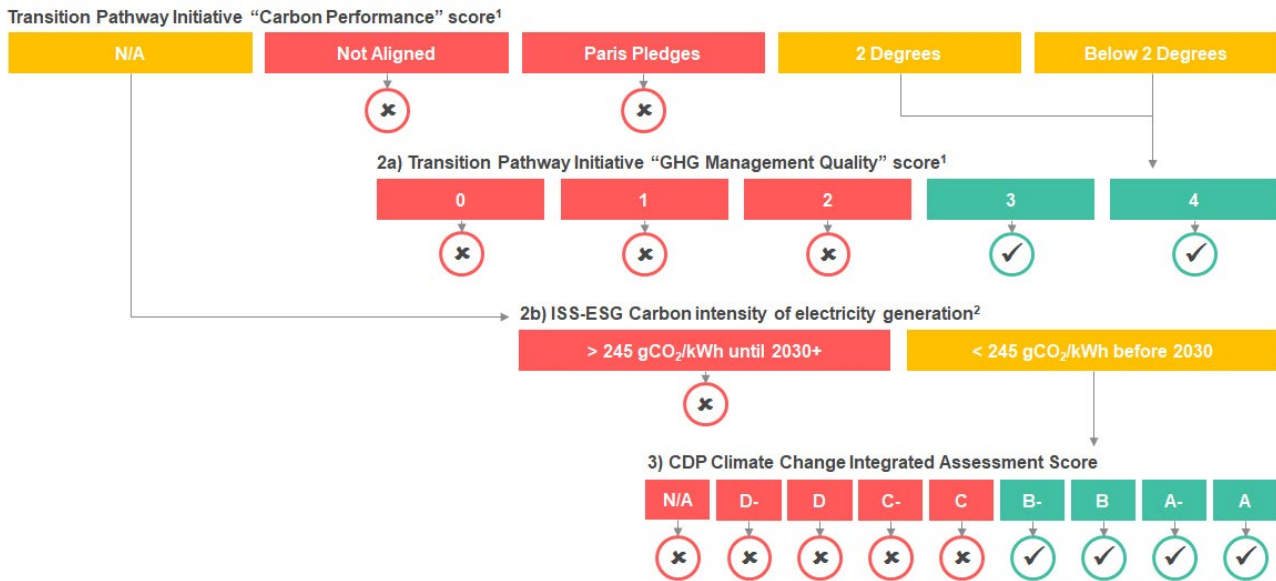 Transition Pathway Initiative “Carbon Performance” score¹
N/A
Not Aligned
Paris Pledges
2 Degrees
Below 2 Degrees
2a) Transition Pathway Initiative “GHG Management Quality” score¹
0
1
2
3
4
2b) ISS-ESG Carbon intensity of electricity generation²
> 245 gCO₂/kWh until 2030+
< 245 gCO₂/kWh before 2030
3) CDP Climate Change Integrated Assessment Score
N/A
D-
D
C-
C
B-
B
A-
A